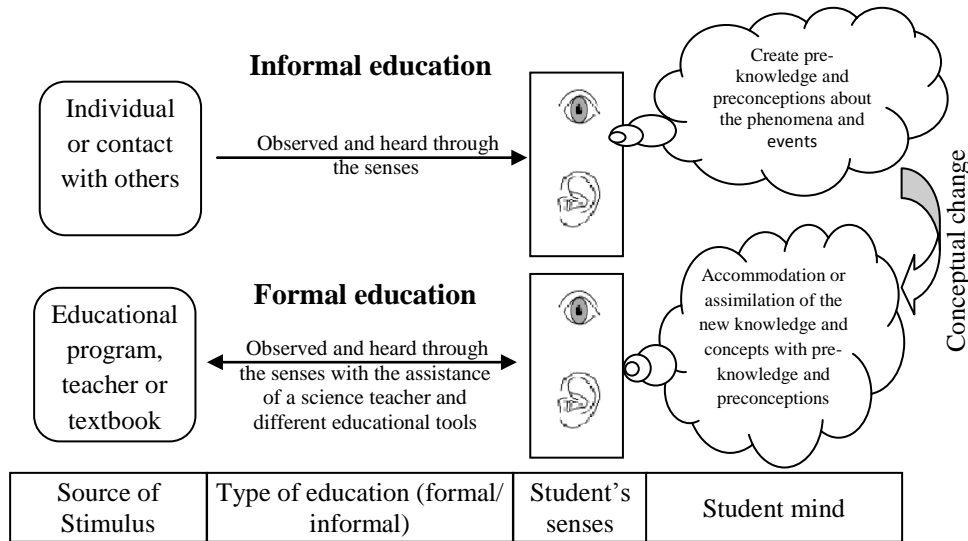 Informal education
Individual
or contact
with others
Observed and heard through
the senses
Create pre-
knowledge and
preconceptions about
the phenomena and
events
Conceptual change
Formal education
Educational
program,
teacher or
textbook
Observed and heard through
the senses with the assistance
of a science teacher and
different educational tools
Accommodation or
assimilation of the
new knowledge and
concepts with pre-
knowledge and
preconceptions
Source of
Stimulus
Type of education (formal/
informal)
Student’s
senses
Student mind